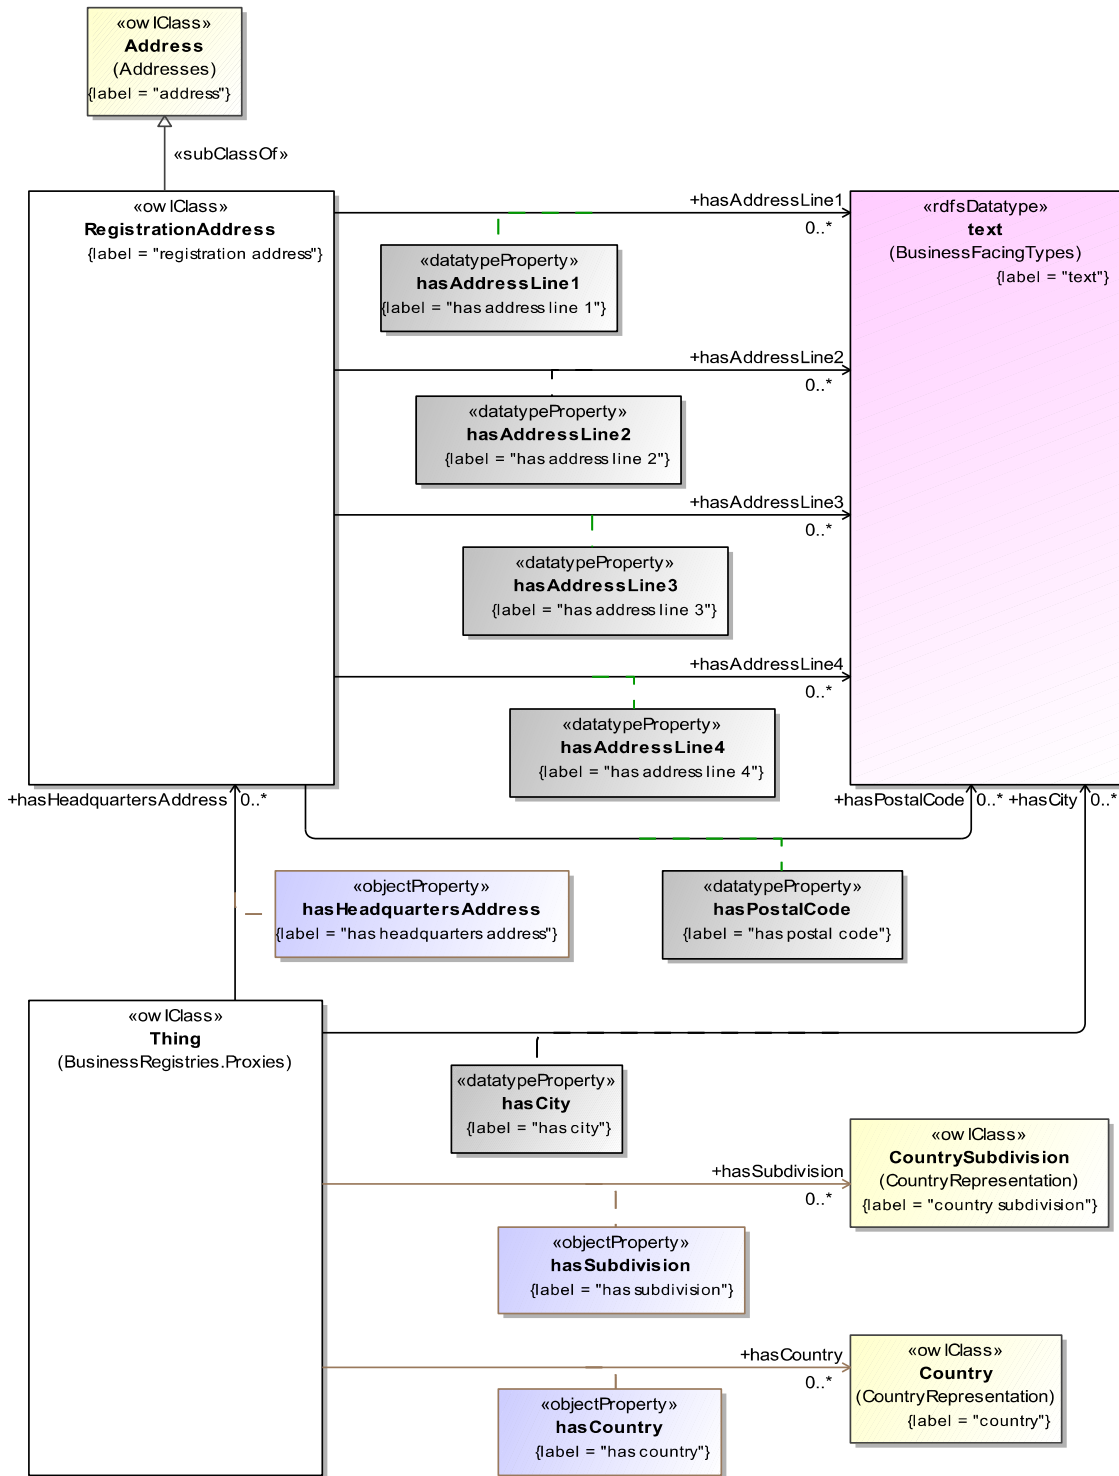 «owlClass»
Address
(Addresses)
{label = "address"}
«subClassOf»
«owlClass»
RegistrationAddress
{label = "registration address"}
+hasAddressLine1
0..*
«rdfsDatatype»
text
(BusinessFacingTypes)
{label = "text"}
«datatypeProperty»
hasAddressLine1
{label = "has address line 1"}
+hasAddressLine2
0..*
«datatypeProperty»
hasAddressLine2
{label = "has address line 2"}
+hasAddressLine3
0..*
«datatypeProperty»
hasAddressLine3
{label = "has address line 3"}
+hasAddressLine4
0..*
«datatypeProperty»
hasAddressLine4
{label = "has address line 4"}
+hasHeadquartersAddress 0..*
+hasPostalCode 0..* +hasCity 0..*
«objectProperty»
hasHeadquartersAddress
{label = "has headquarters address"}
«datatypeProperty»
hasPostalCode
{label = "has postal code"}
«owlClass»
Thing
(BusinessRegistries.Proxies)
«datatypeProperty»
hasCity
{label = "has city"}
+hasSubdivision
0..*
«owlClass»
CountrySubdivision
(CountryRepresentation)
{label = "country subdivision"}
«objectProperty»
hasSubdivision
{label = "has subdivision"}
+hasCountry
0..*
«owlClass»
Country
(CountryRepresentation)
{label = "country"}
«objectProperty»
hasCountry
{label = "has country"}